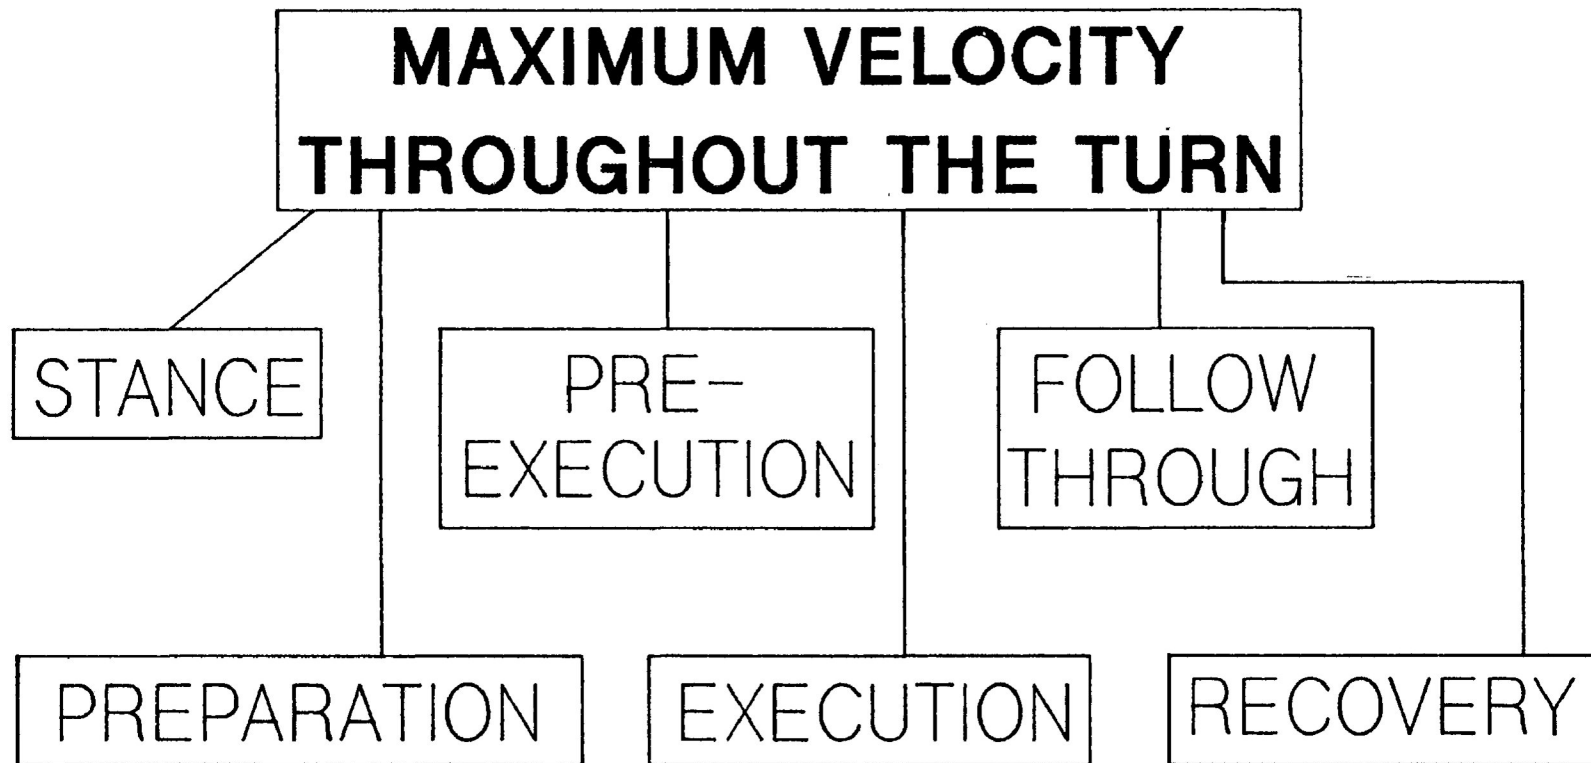 MAXIMUM VELOCITY
THROUGHOUT THE TURN
STANCE
PRE-
EXECUTION
FOLLOW
THROUGH
PREPARATION
EXECUTION
RECOVERY